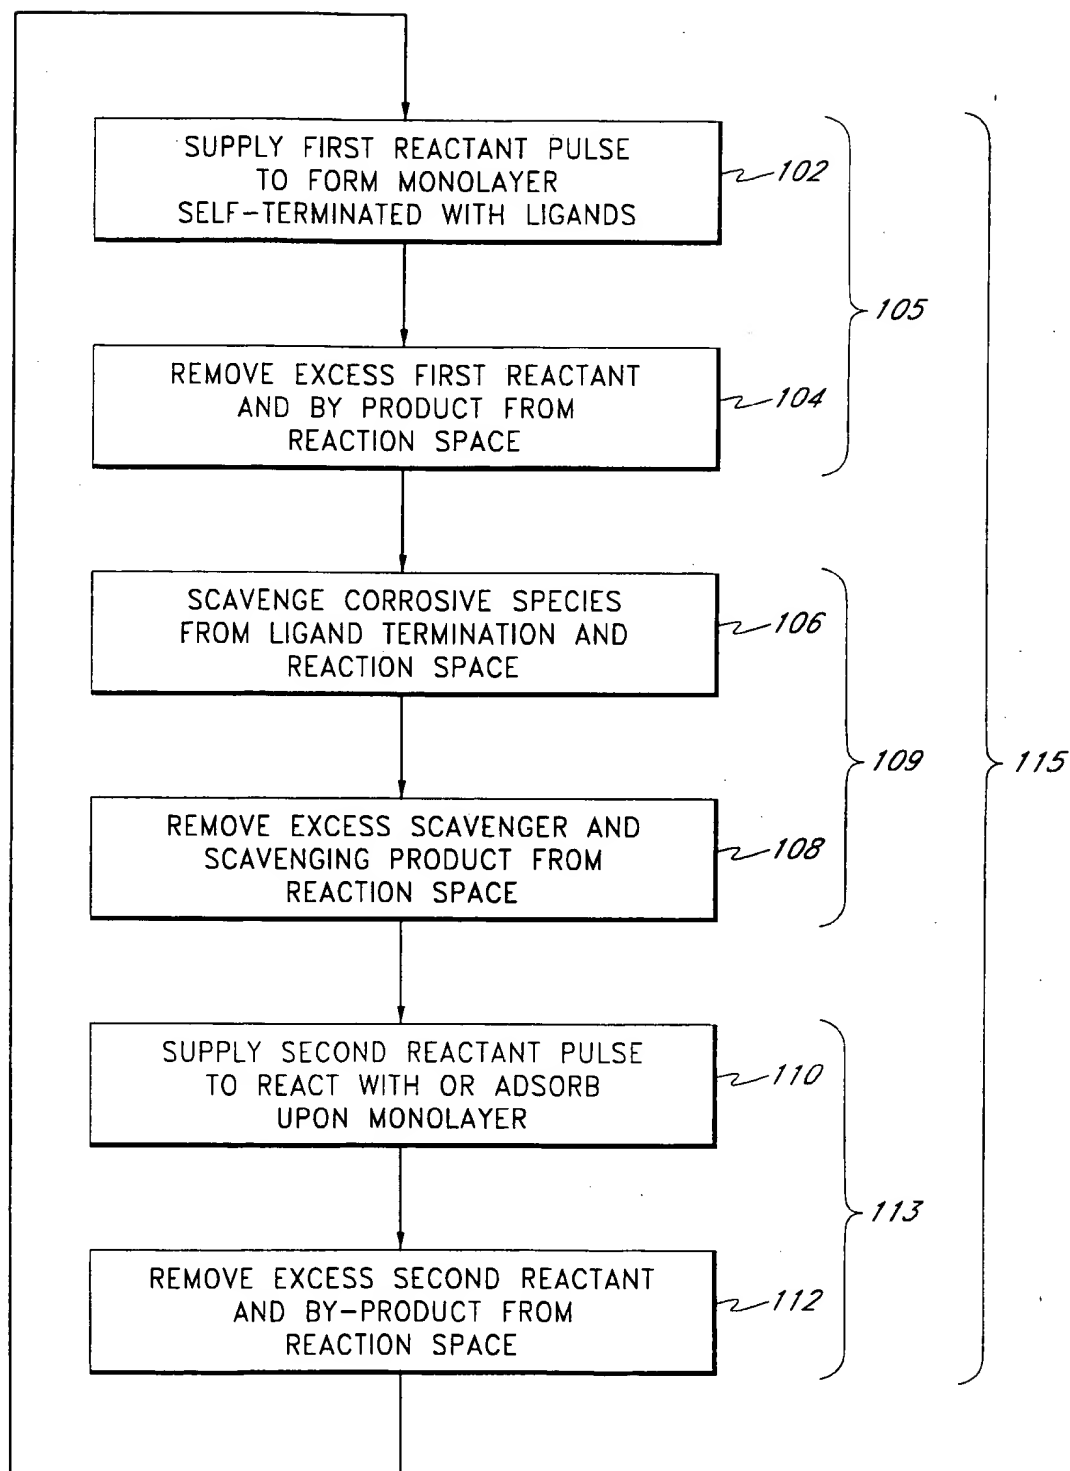 SUPPLY FIRST REACTANT PULSE
TO FORM MONOLAYER
SELF-TERMINATED WITH LIGANDS
102
105
REMOVE EXCESS FIRST REACTANT
AND BY PRODUCT FROM
REACTION SPACE
104
SCAVENGE CORROSIVE SPECIES
FROM LIGAND TERMINATION AND
REACTION SPACE
106
109
115
REMOVE EXCESS SCAVENGER AND
SCAVENGING PRODUCT FROM
REACTION SPACE
108
SUPPLY SECOND REACTANT PULSE
TO REACT WITH OR ADSORB
UPON MONOLAYER
110
113
REMOVE EXCESS SECOND REACTANT
AND BY-PRODUCT FROM
REACTION SPACE
112